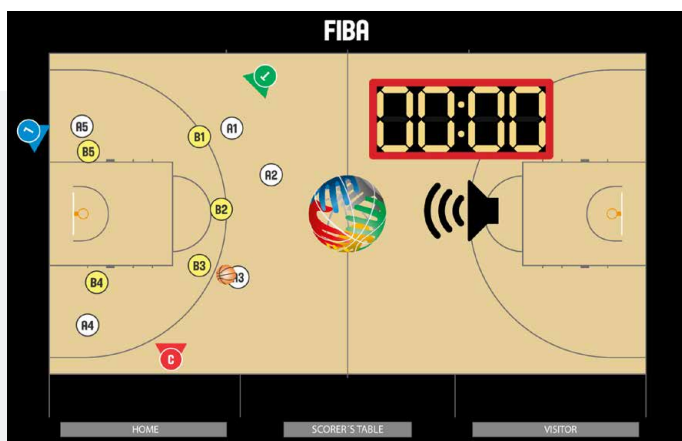 FIBA
A5
B5
B1
A1
A2
00:00
B2
B3
A3
B4
A4
C
HOME
SCORER'S TABLE
VISITOR